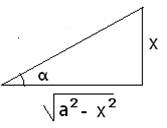 x
α
√a² - x²